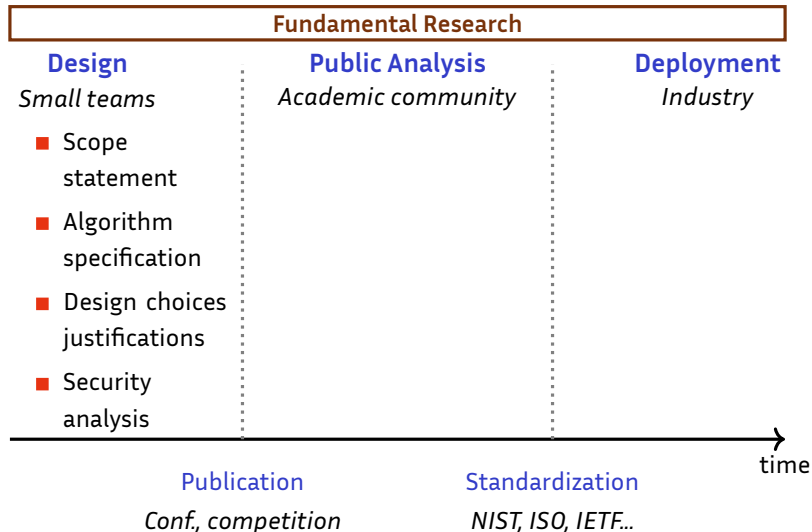 Fundamental Research
Design
Small teams
Scope
statement
Algorithm
specification
Design choices
justifications
Security
analysis
Public Analysis
Academic community
Deployment
Industry
time
Publication
Conf., competition
Standardization
NIST, ISO, IETF...